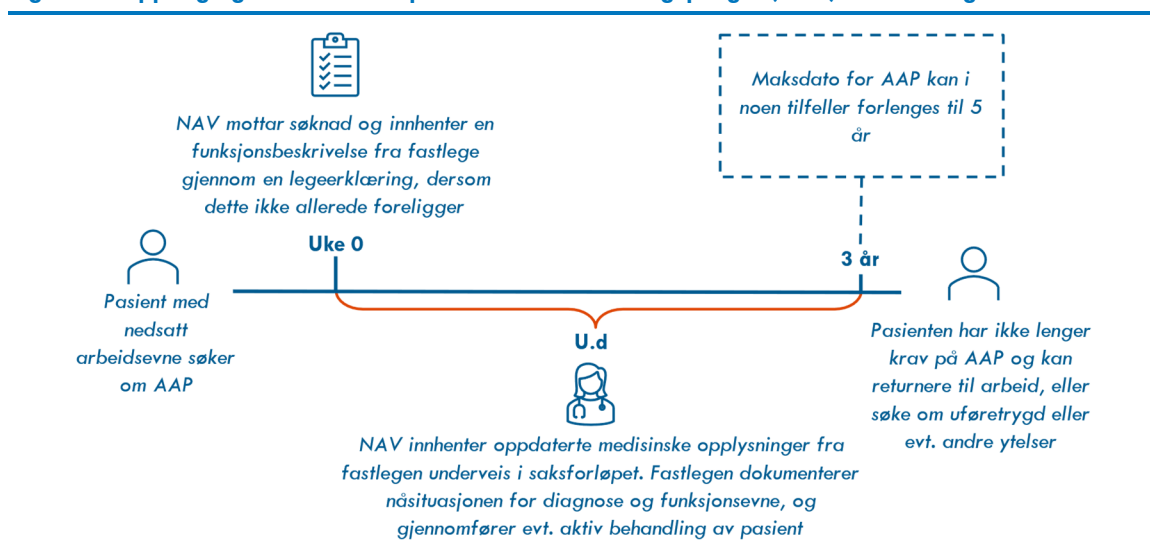 NAV mottar søknad og innhenter en
funksjonsbeskrivelse fra fastlege
gjennom en legeerklæring, dersom
dette ikke allerede foreligger
Maksdato for AAP kan i
noen tilfeller forlenges til 5
år
Uke 0
3 år
Pasient med
nedsatt
arbeidsevne søker
om AAP
U.d
Pasienten har ikke lenger
krav på AAP og kan
returnere til arbeid, eller
søke om uføretrygd eller
evt. andre ytelser
NAV innhenter oppdaterte medisinske opplysninger fra
fastlegen underveis i saksforløpet. Fastlegen dokumenterer
nåsituasjonen for diagnose og funksjonsevne, og
gjennomfører evt. aktiv behandling av pasient